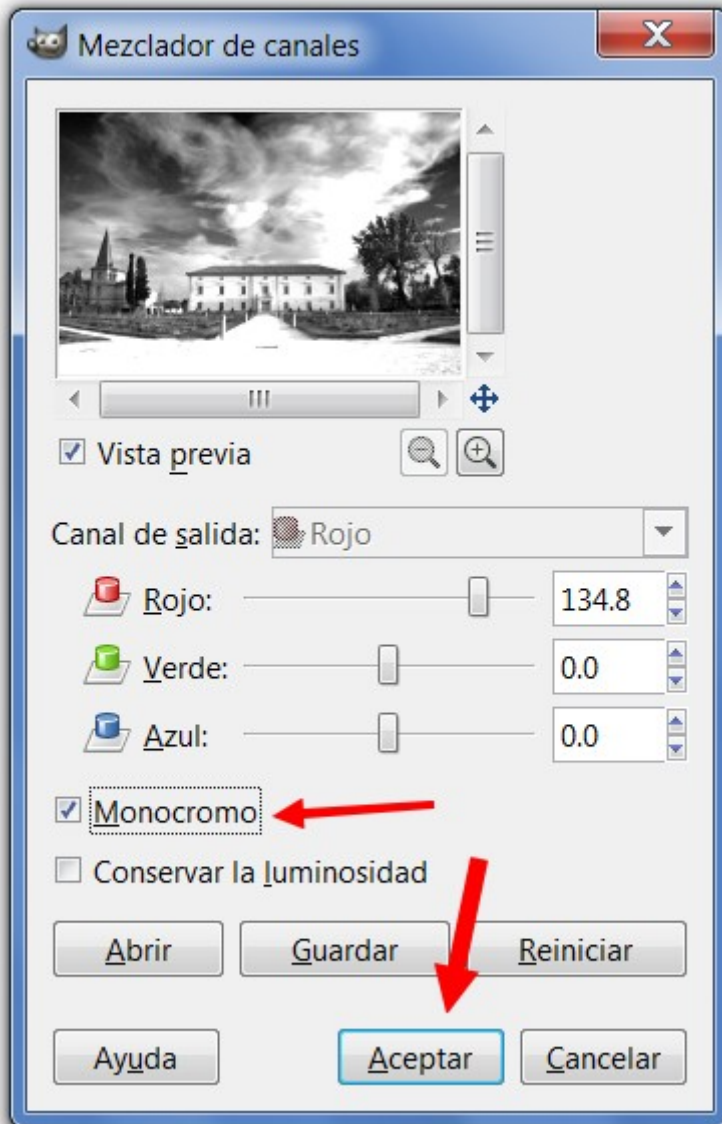 Mezclador de canales
Vista previa
Canal de salida: Rojo
Rojo: 134.8
Verde: 0.0
Azul: 0.0
Monocromo
Conservar la luminosidad
Abrir Guardar Reiniciar
Ayuda Aceptar Cancelar